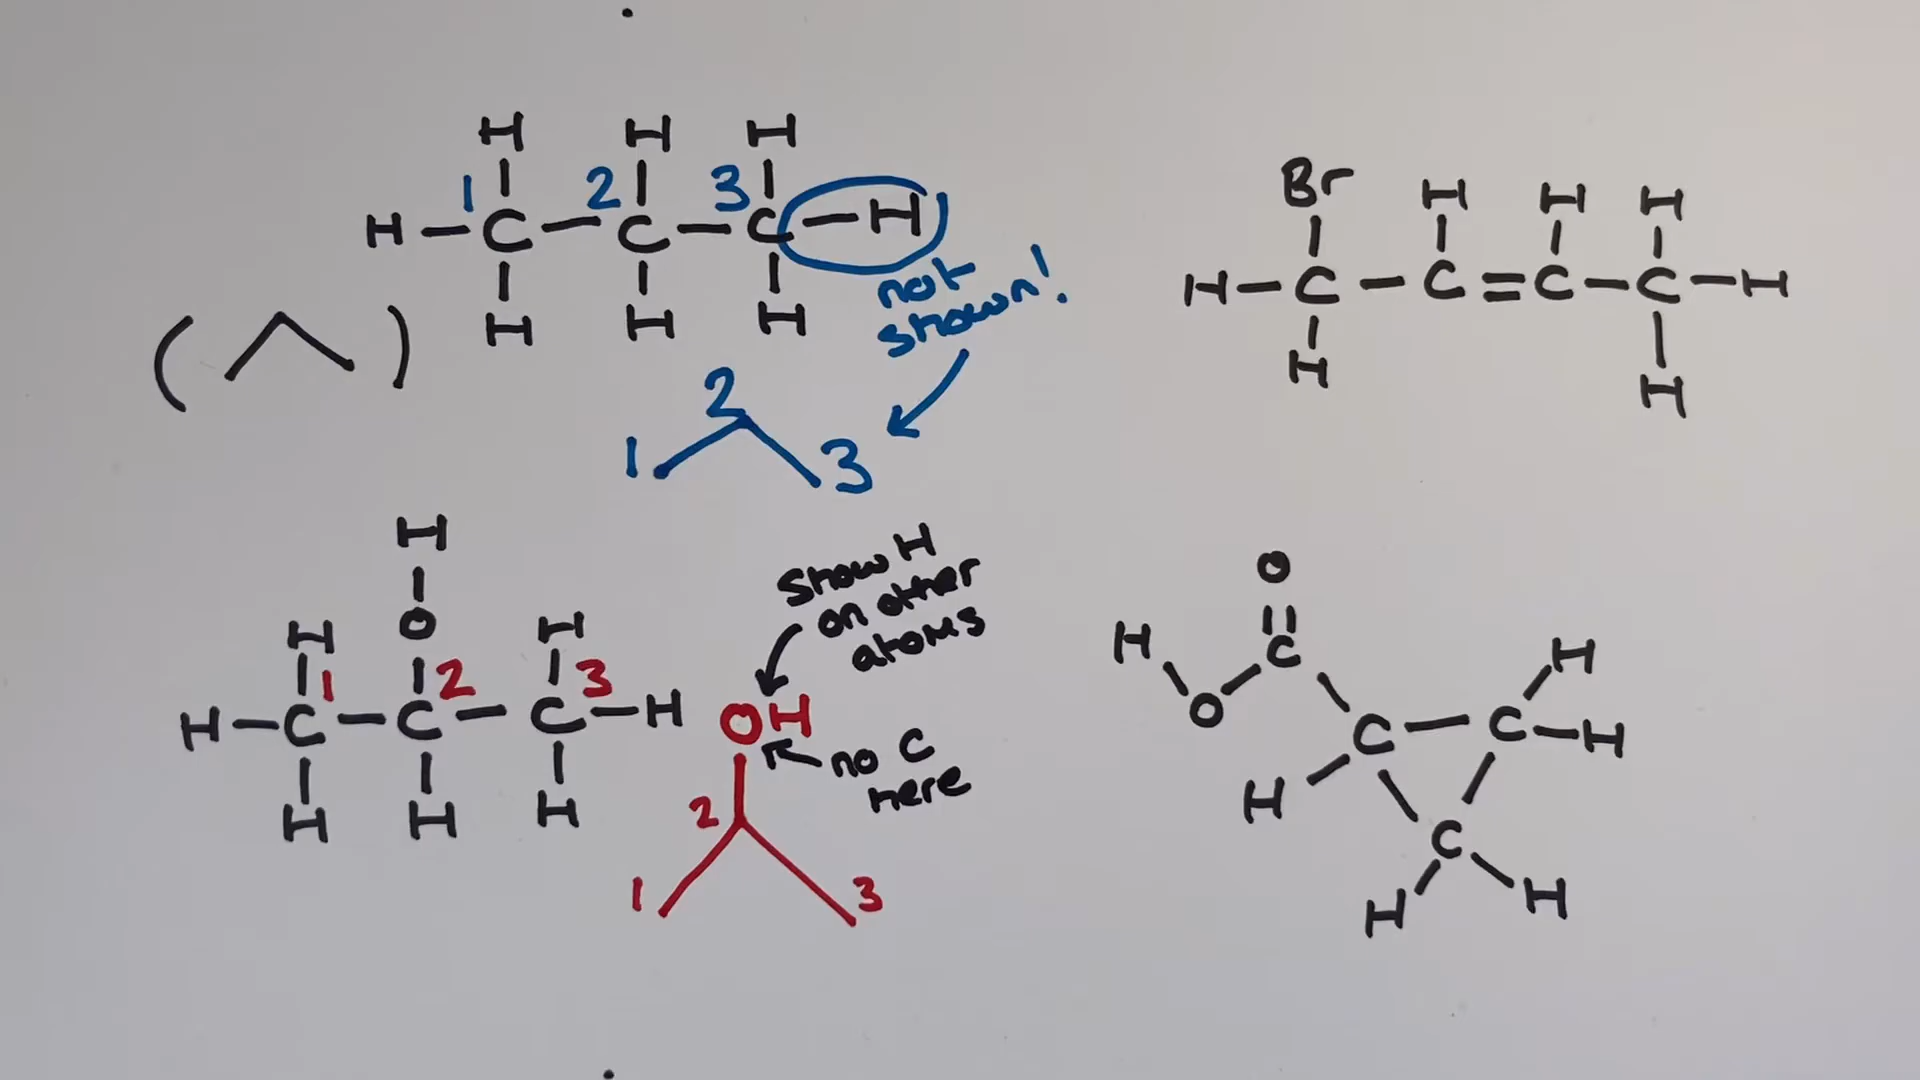 H H H
1 2 3
H-C-C-C-H
H H H
not
shown!
2
1 3
Br H H H
H-C-C=C-C-H
H H
H
O
H 1 2 H 3
H-C-C-C-H
H H H
Show H
on other
atoms
OH
no C
here
2
1 3
O
H C H
O C C-H
H C
H H